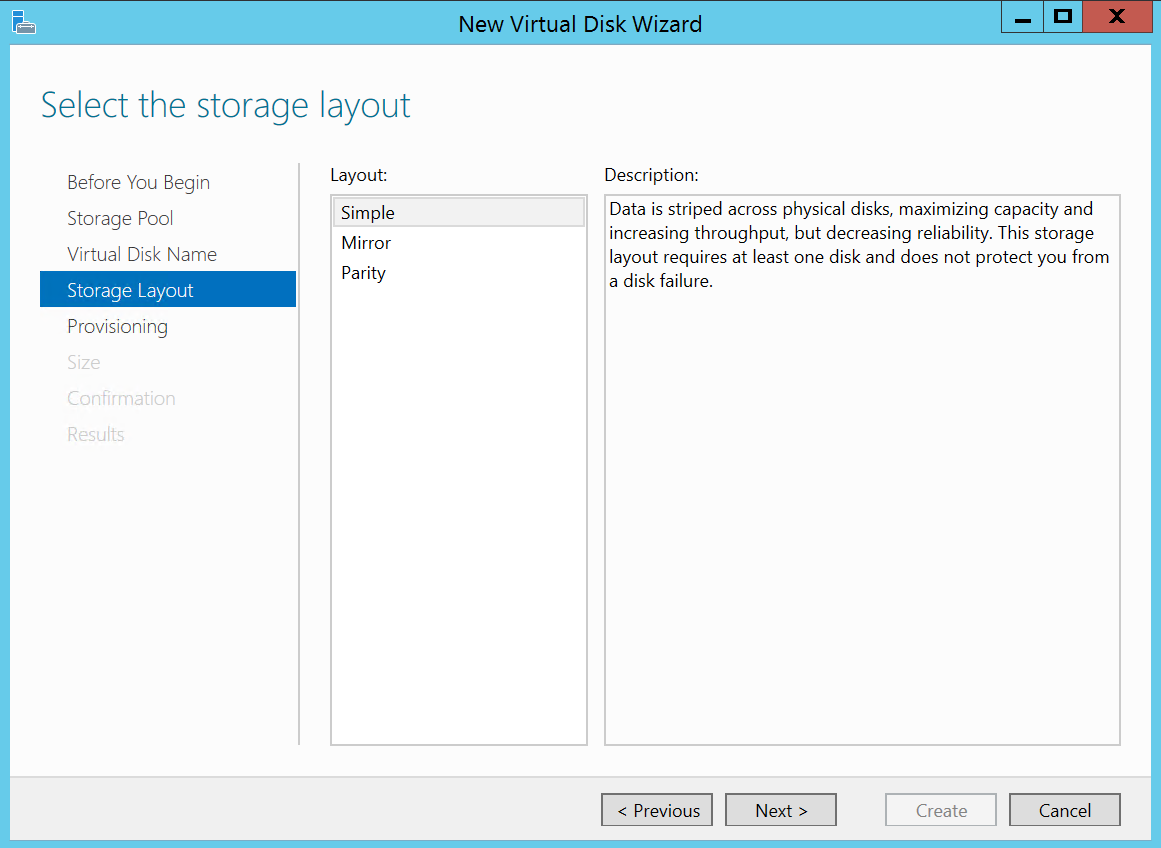 New Virtual Disk Wizard
Select the storage layout
Before You Begin
Storage Pool
Virtual Disk Name
Storage Layout
Provisioning
Size
Confirmation
Results
Layout:
Simple
Mirror
Parity
Description:
Data is striped across physical disks, maximizing capacity and
increasing throughput, but decreasing reliability. This storage
layout requires at least one disk and does not protect you from
a disk failure.
< Previous
Next >
Create
Cancel